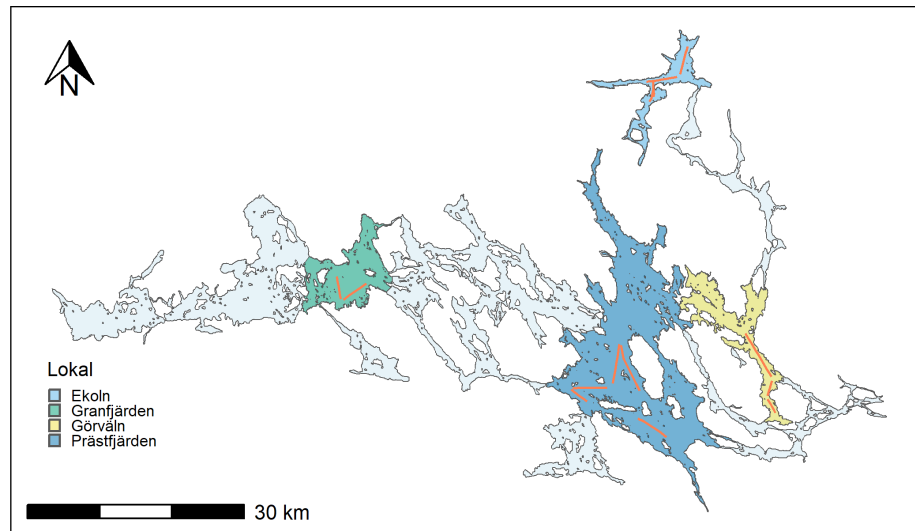 N
Lokal
Ekoln
Granfjärden
Görväln
Prästfjärden
30 km